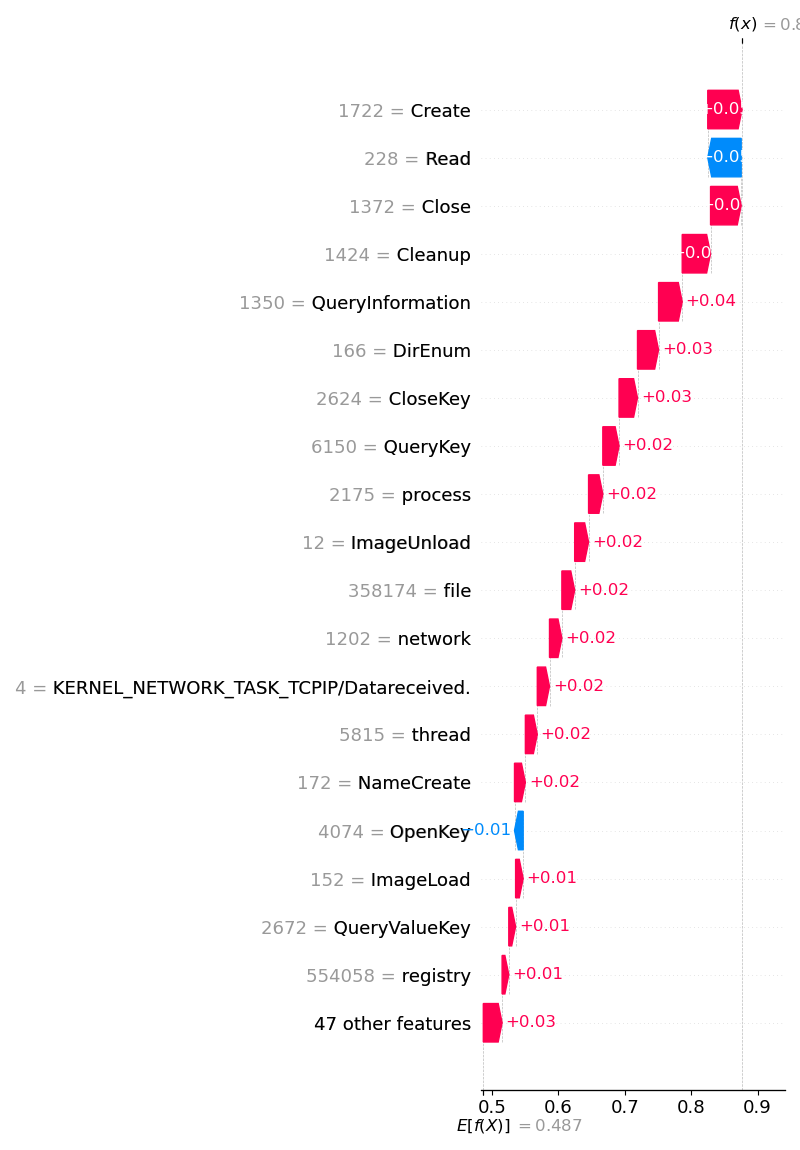 f(x) = 0.8
1722 = Create
228 = Read
1372 = Close
1424 = Cleanup
1350 = QueryInformation +0.04
166 = DirEnum +0.03
2624 = CloseKey +0.03
6150 = QueryKey +0.02
2175 = process +0.02
12 = ImageUnload +0.02
358174 = file +0.02
1202 = network +0.02
4 = KERNEL_NETWORK_TASK_TCPIP/Datareceived. +0.02
5815 = thread +0.02
172 = NameCreate +0.02
4074 = OpenKey −0.01
152 = ImageLoad +0.01
2672 = QueryValueKey +0.01
554058 = registry +0.01
47 other features +0.03
0.5 0.6 0.7 0.8 0.9
E[f(X)] = 0.487